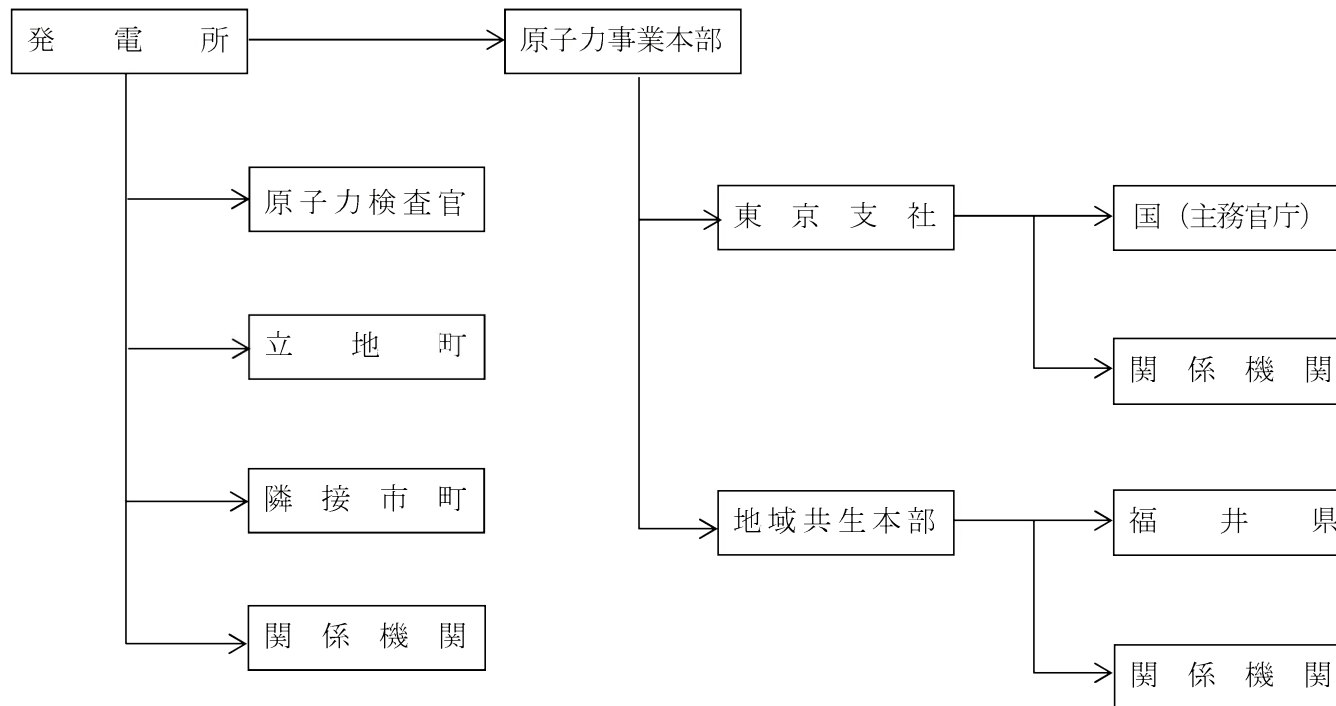 発電所
原子力事業本部
原子力検査官
東京支社
国（主務官庁）
立地町
関係機関
隣接市町
地域共生本部
福井県
関係機関
関係機関